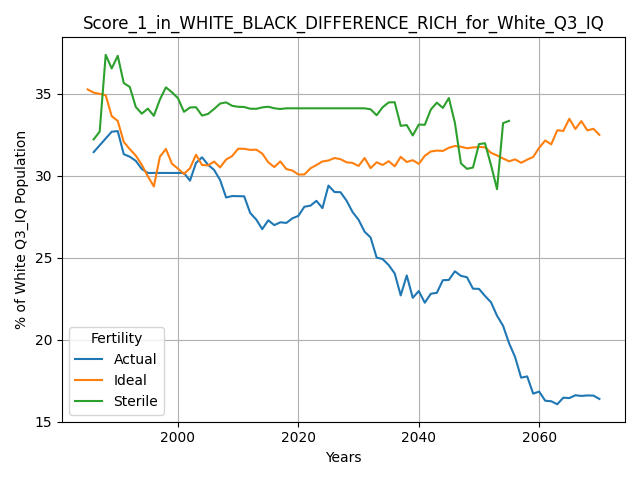 Score_1_in_WHITE_BLACK_DIFFERENCE_RICH_for_White_Q3_IQ
% of White Q3_IQ Population
35
30
25
20
15
Fertility
Actual
Ideal
Sterile
2000 2020 2040 2060
Years